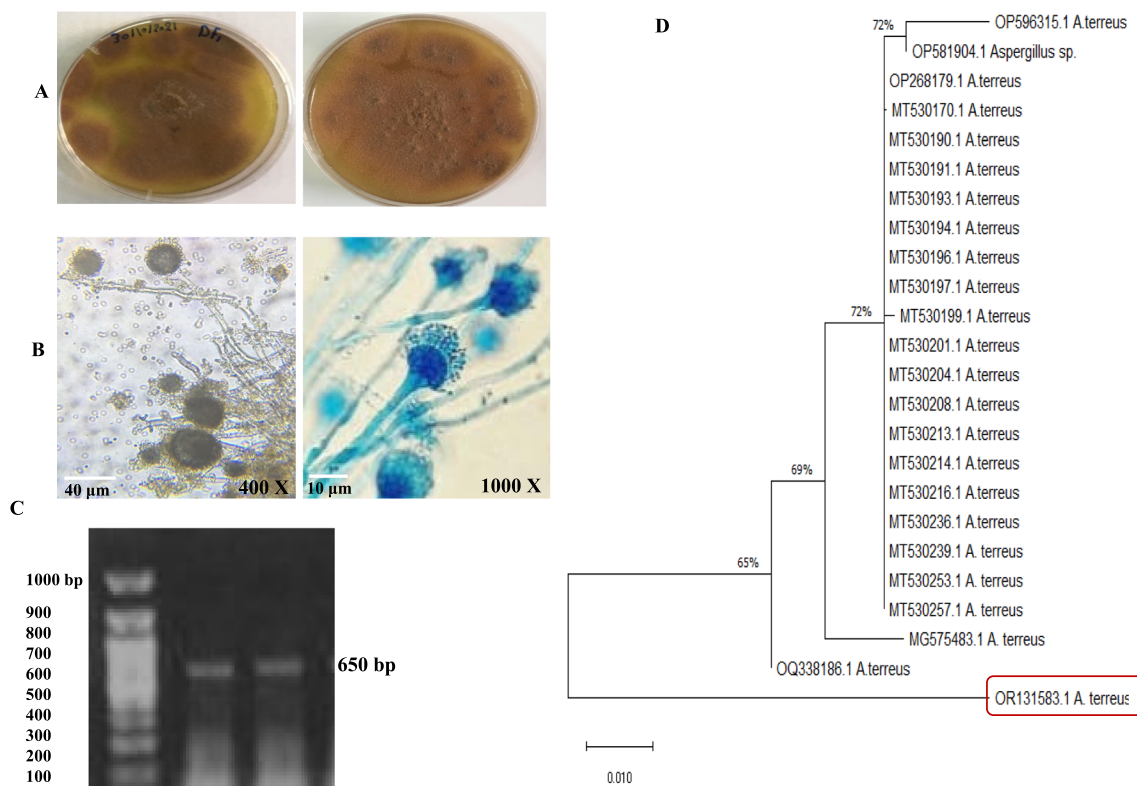 A
30/10/2021 DF1
B
40 µm
400 X
10 µm
1000 X
C
1000 bp
900
800
700
600
500
400
300
200
100
650 bp
D
72%
OP596315.1 A.terreus
OP581904.1 Aspergillus sp.
OP268179.1 A.terreus
MT530170.1 A.terreus
MT530190.1 A.terreus
MT530191.1 A.terreus
MT530193.1 A.terreus
MT530194.1 A.terreus
MT530196.1 A.terreus
MT530197.1 A.terreus
72%
MT530199.1 A.terreus
MT530201.1 A.terreus
MT530204.1 A.terreus
MT530208.1 A.terreus
MT530213.1 A.terreus
MT530214.1 A.terreus
69%
MT530216.1 A.terreus
MT530236.1 A.terreus
MT530239.1 A. terreus
65%
MT530253.1 A. terreus
MT530257.1 A. terreus
MG575483.1 A. terreus
OQ338186.1 A.terreus
OR131583.1 A. terreus
0.010